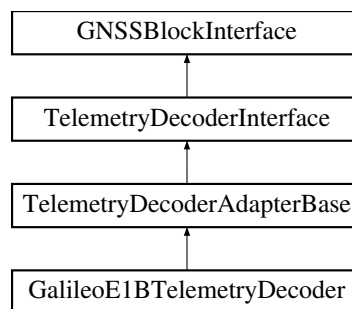 GNSSBlockInterface
TelemetryDecoderInterface
TelemetryDecoderAdapterBase
GalileoE1BTelemetryDecoder